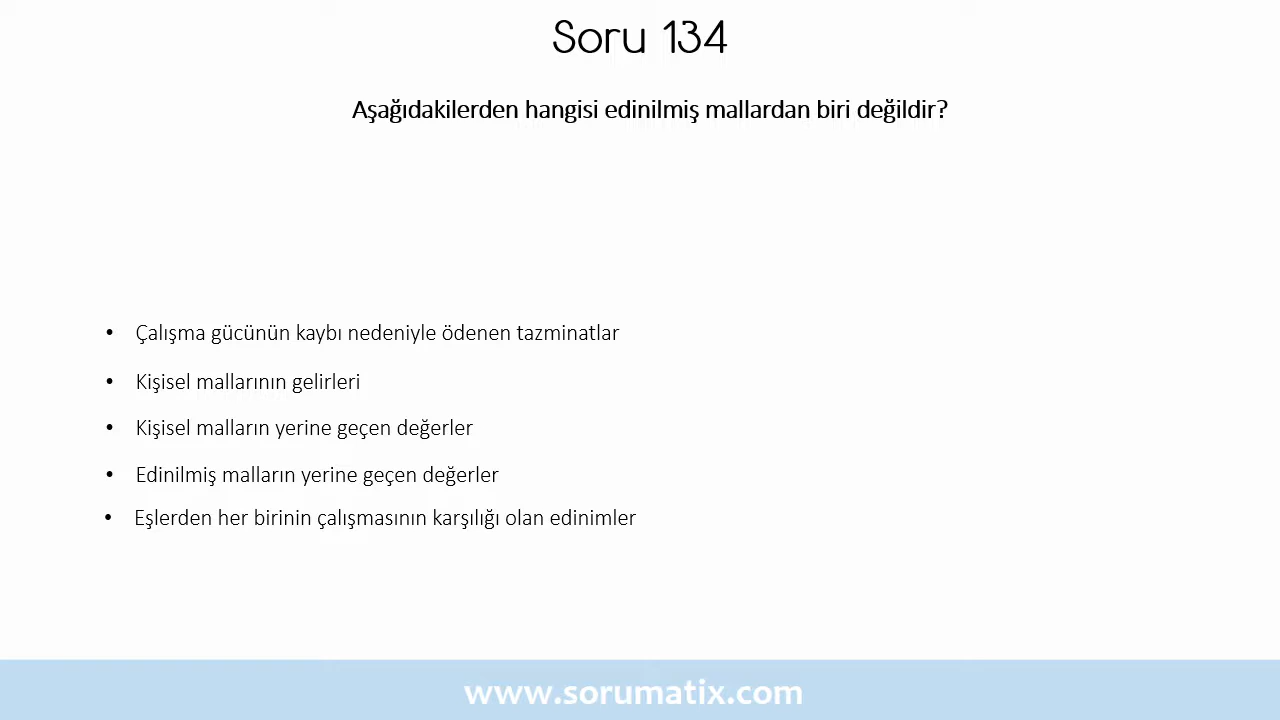 Soru 134
Aşağıdakilerden hangisi edinilmiş mallardan biri değildir?
• Çalışma gücünün kaybı nedeniyle ödenen tazminatlar
• Kişisel mallarının gelirleri
• Kişisel malların yerine geçen değerler
• Edinilmiş malların yerine geçen değerler
• Eşlerden her birinin çalışmasının karşılığı olan edinimler
www.sorumatix.com